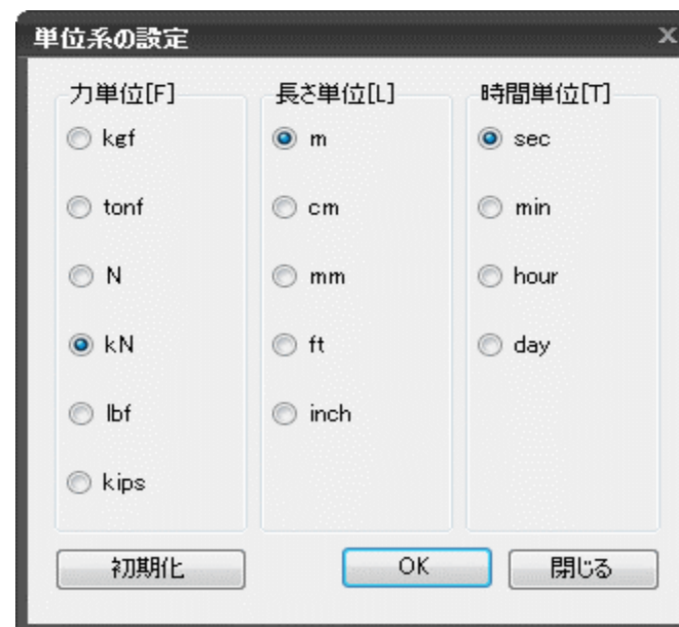 単位系の設定
力単位[F]
kgf
tonf
N
kN
lbf
kips
長さ単位[L]
m
cm
mm
ft
inch
時間単位[T]
sec
min
hour
day
初期化
OK
閉じる